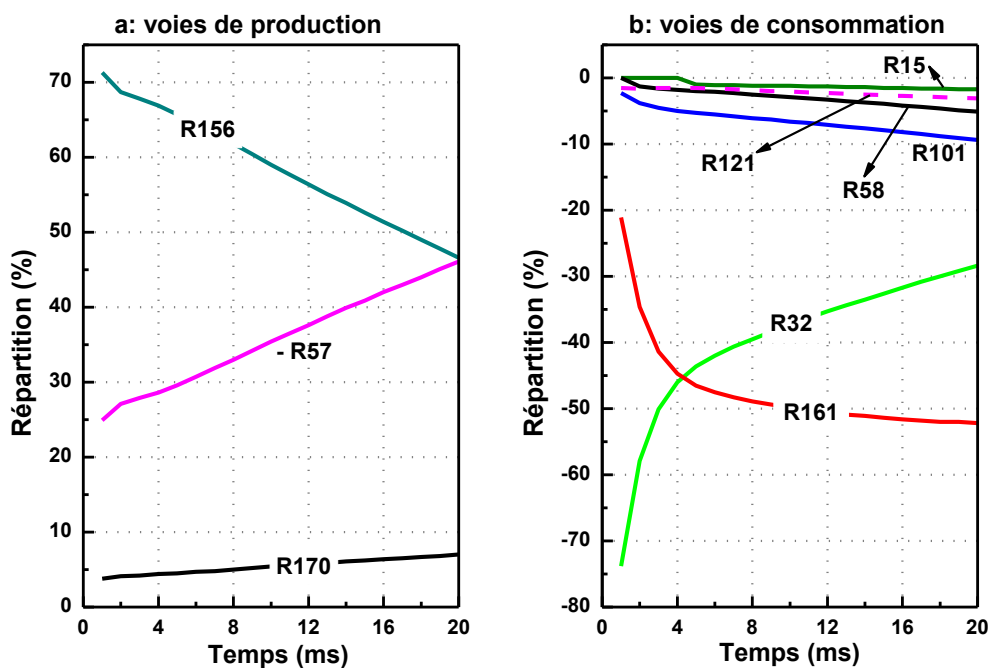 a: voies de production
Répartition (%)
70
60
50
40
30
20
10
0
R156
- R57
R170
0 4 8 12 16 20
Temps (ms)
b: voies de consommation
Répartition (%)
0
-10
-20
-30
-40
-50
-60
-70
-80
R15
R121
R58
R101
R32
R161
0 4 8 12 16 20
Temps (ms)